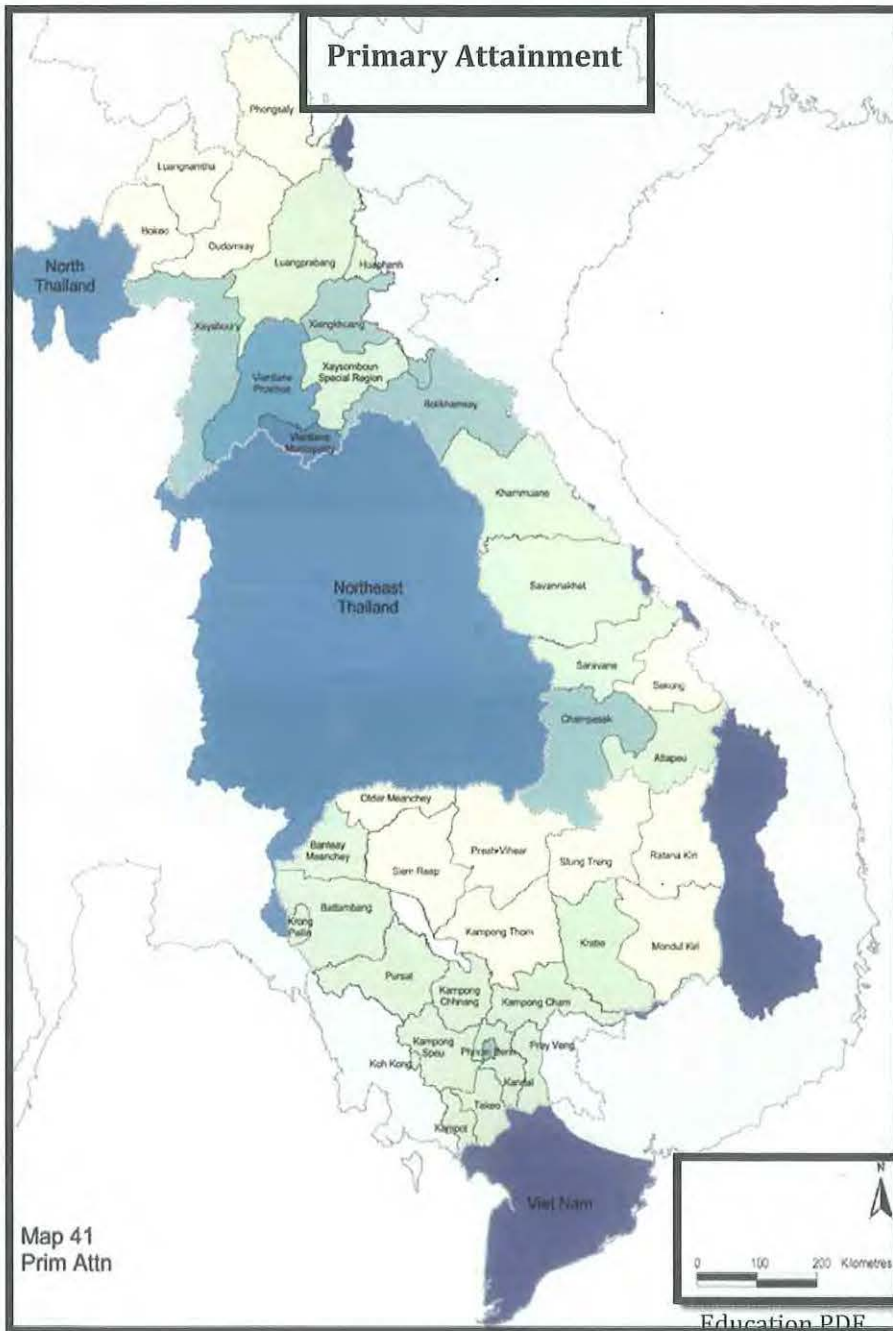 Primary Attainment
Phongsaly
Luangnamtha
Bokeo
Oudomxay
North
Thailand
Luangprabang
Huaphanh
Xayaboury
Xiengkhuang
Vientiane
Province
Xaysomboun
Special Region
Bolikhamxay
Vientiane
Municipality
Khammuane
Northeast
Thailand
Savannakhet
Saravane
Sekong
Champasak
Attapeu
Otdar Meanchey
Banteay
Meanchey
Siem Reap
Preah Vihear
Stung Treng
Ratana Kiri
Battambang
Krong
Pailin
Kampong Thom
Kratie
Mondul Kiri
Pursat
Kampong
Chhnang
Kampong Cham
Kampong
Speu
Phnom Penh
Prey Veng
Koh Kong
Kandal
Takeo
Kampot
Viet Nam
Map 41
Prim Attn
N
0 100 200 Kilometres
Education PDF